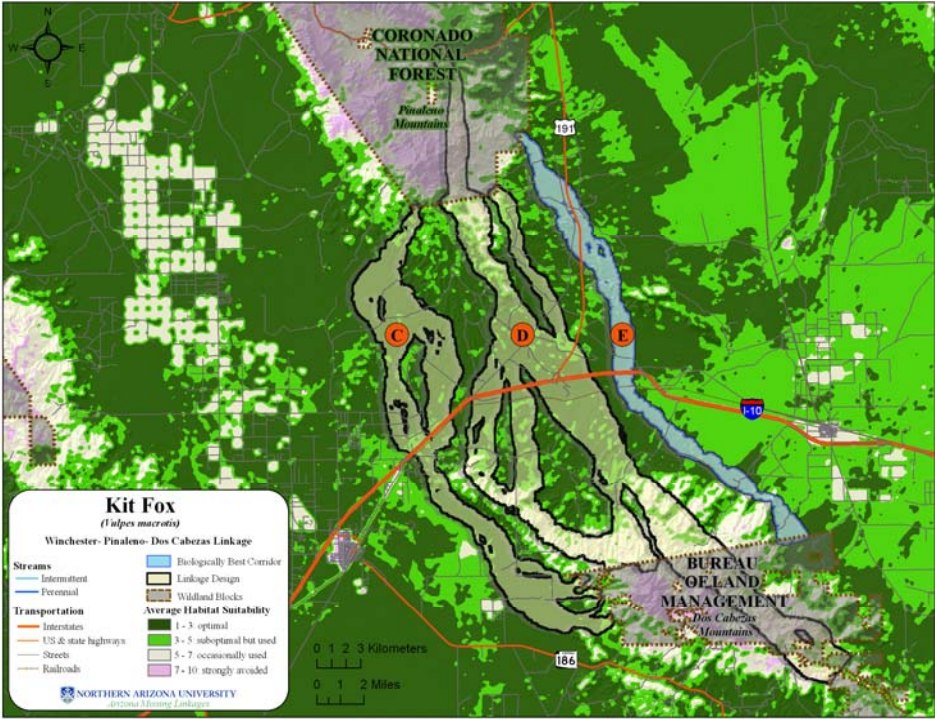 N
W E
S
CORONADO
NATIONAL
FOREST
Pinaleno
Mountains
191
C
D
E
I-10
BUREAU
OF LAND
MANAGEMENT
Dos Cabezas
Mountains
186
Kit Fox
(Vulpes macrotis)
Winchester- Pinaleno- Dos Cabezas Linkage
Streams
Intermittent
Perennial
Transportation
Interstates
US & state highways
Streets
Railroads
Biologically Best Corridor
Linkage Design
Wildland Blocks
Average Habitat Suitability
1 - 3: optimal
3 - 5: suboptimal but used
5 - 7: occasionally used
7 - 10: strongly avoided
NORTHERN ARIZONA UNIVERSITY
Arizona Missing Linkages
0 1 2 3 Kilometers
0 1 2 Miles